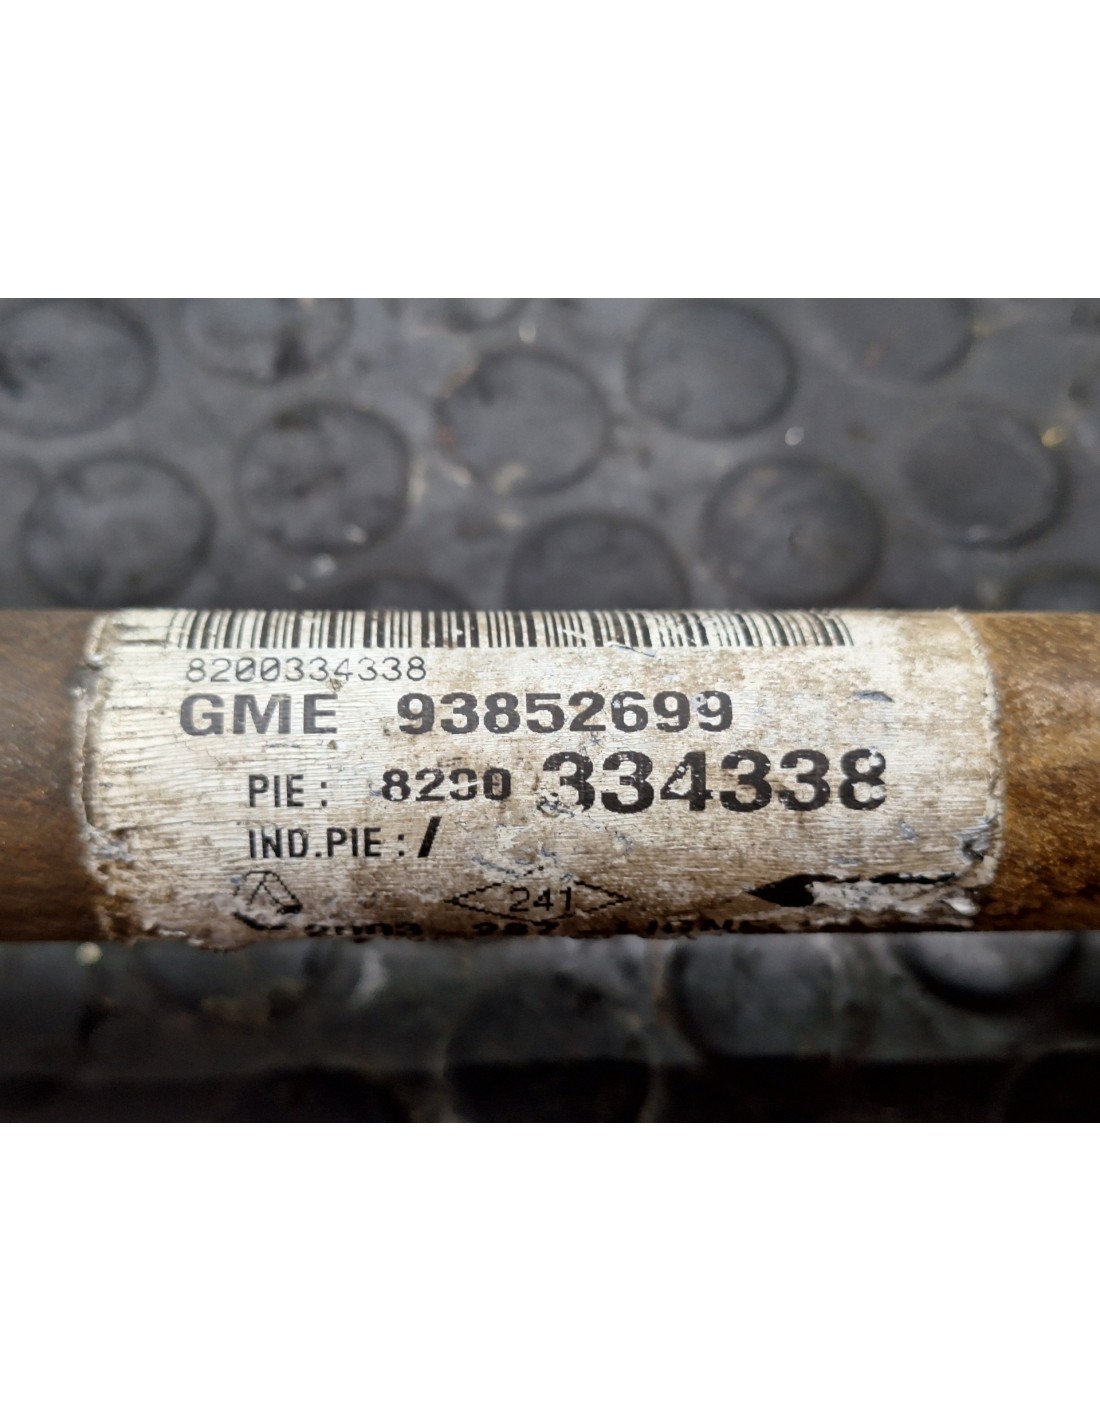 8200334338
GME 93852699
PIE : 8200 334338
IND.PIE : /
241